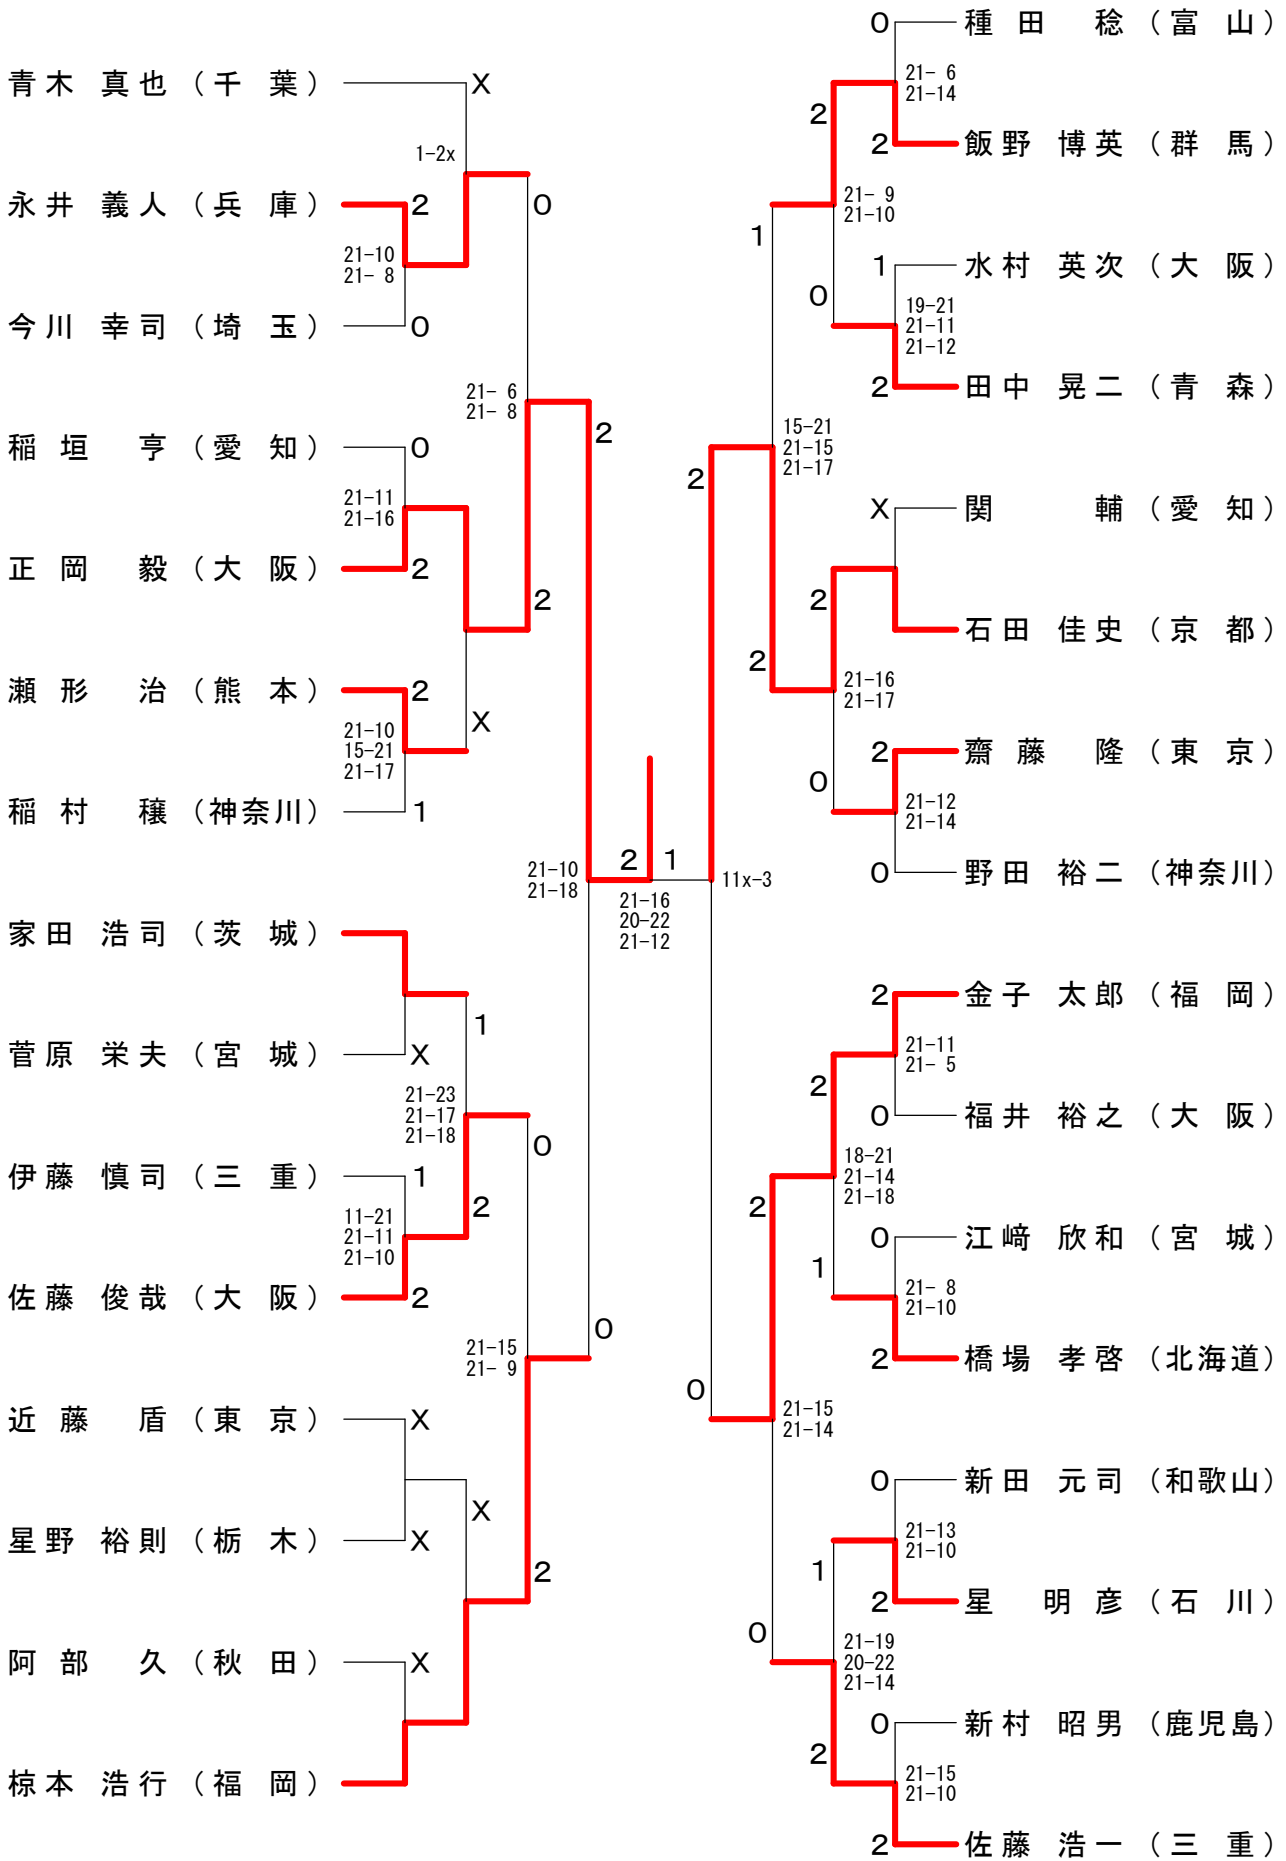 青木 真也 (千 葉) X
1-2x
永井 義人 (兵 庫) 2
0
21-10
21- 8
今川 幸司 (埼 玉) 0
21- 6
21- 8
2
稲垣 亨 (愛 知) 0
21-11
21-16
正岡 毅 (大 阪) 2
2
瀬形 治 (熊 本) 2
X
21-10
15-21
21-17
稲村 穣 (神奈川) 1
21-10
21-18
家田 浩司 (茨 城)
1
菅原 栄夫 (宮 城) X
21-23
21-17
21-18
0
伊藤 慎司 (三 重) 1
2
11-21
21-11
21-10
佐藤 俊哉 (大 阪) 2
0
21-15
21- 9
近藤 盾 (東 京) X
X
星野 裕則 (栃 木) X
2
阿部 久 (秋 田) X
椋本 浩行 (福 岡)
2 1
21-16
20-22
21-12
0 種田 稔 (富 山)
21- 6
21-14
2
2 飯野 博英 (群 馬)
21- 9
21-10
1
1 水村 英次 (大 阪)
0
19-21
21-11
21-12
2 田中 晃二 (青 森)
15-21
21-15
21-17
2
X 関 輔 (愛 知)
2
石田 佳史 (京 都)
2
21-16
21-17
2 齋藤 隆 (東 京)
0
21-12
21-14
0 野田 裕二 (神奈川)
11x-3
2 金子 太郎 (福 岡)
21-11
21- 5
2
0 福井 裕之 (大 阪)
18-21
21-14
21-18
2
0 江﨑 欣和 (宮 城)
1
21- 8
21-10
2 橋場 孝啓 (北海道)
0
21-15
21-14
0 新田 元司 (和歌山)
21-13
21-10
1
2 星 明彦 (石 川)
0
21-19
20-22
21-14
0 新村 昭男 (鹿児島)
2
21-15
21-10
2 佐藤 浩一 (三 重)